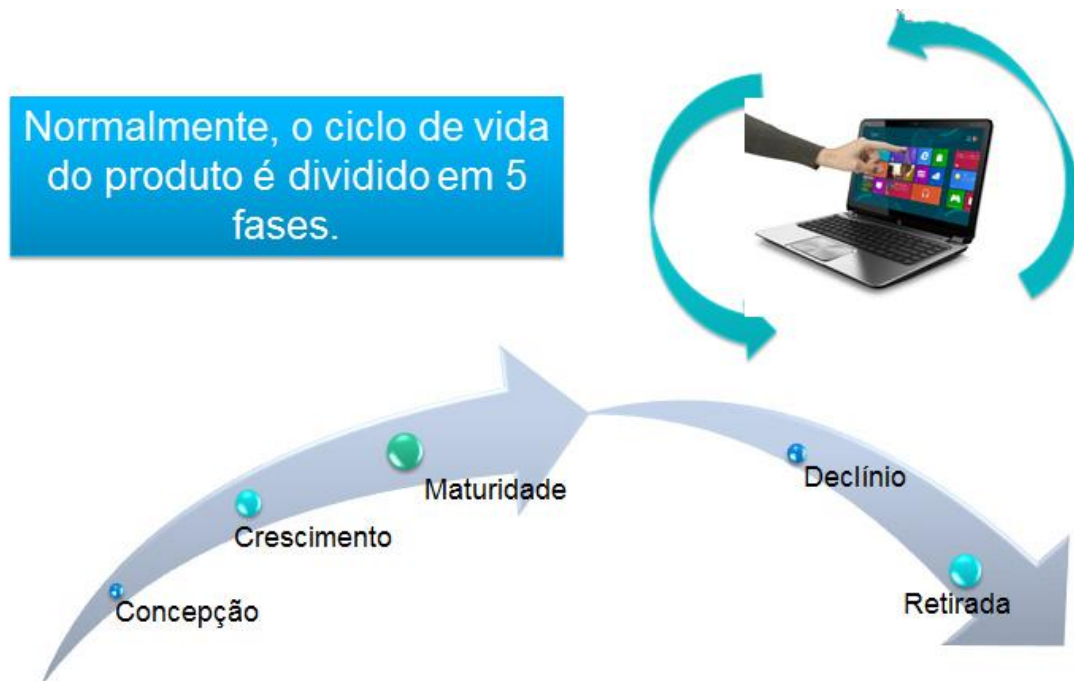 Normalmente, o ciclo de vida
do produto é dividido em 5
fases.
Concepção
Crescimento
Maturidade
Declínio
Retirada